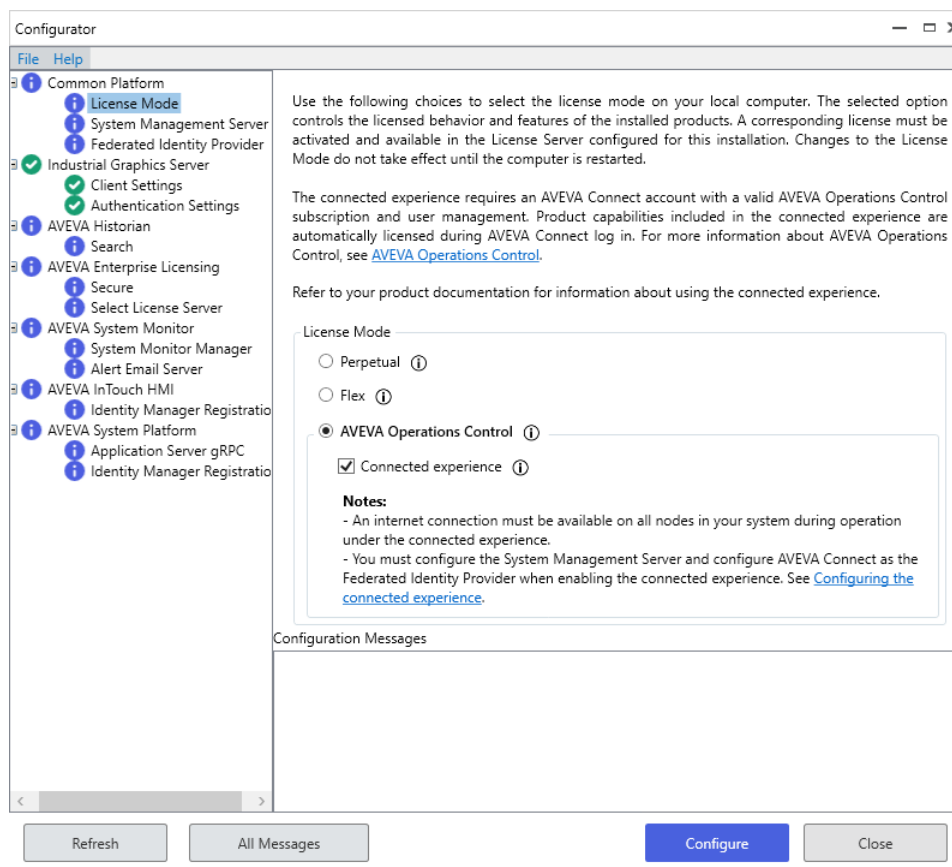 Configurator
File Help
Common Platform
License Mode
System Management Server
Federated Identity Provider
Industrial Graphics Server
Client Settings
Authentication Settings
AVEVA Historian
Search
AVEVA Enterprise Licensing
Secure
Select License Server
AVEVA System Monitor
System Monitor Manager
Alert Email Server
AVEVA InTouch HMI
Identity Manager Registratio
AVEVA System Platform
Application Server gRPC
Identity Manager Registratio
Use the following choices to select the license mode on your local computer. The selected option
controls the licensed behavior and features of the installed products. A corresponding license must be
activated and available in the License Server configured for this installation. Changes to the License
Mode do not take effect until the computer is restarted.
The connected experience requires an AVEVA Connect account with a valid AVEVA Operations Control
subscription and user management. Product capabilities included in the connected experience are
automatically licensed during AVEVA Connect log in. For more information about AVEVA Operations
Control, see AVEVA Operations Control.
Refer to your product documentation for information about using the connected experience.
License Mode
Perpetual
Flex
AVEVA Operations Control
Connected experience
Notes:
- An internet connection must be available on all nodes in your system during operation
under the connected experience.
- You must configure the System Management Server and configure AVEVA Connect as the
Federated Identity Provider when enabling the connected experience. See Configuring the
connected experience.
Configuration Messages
Refresh All Messages Configure Close